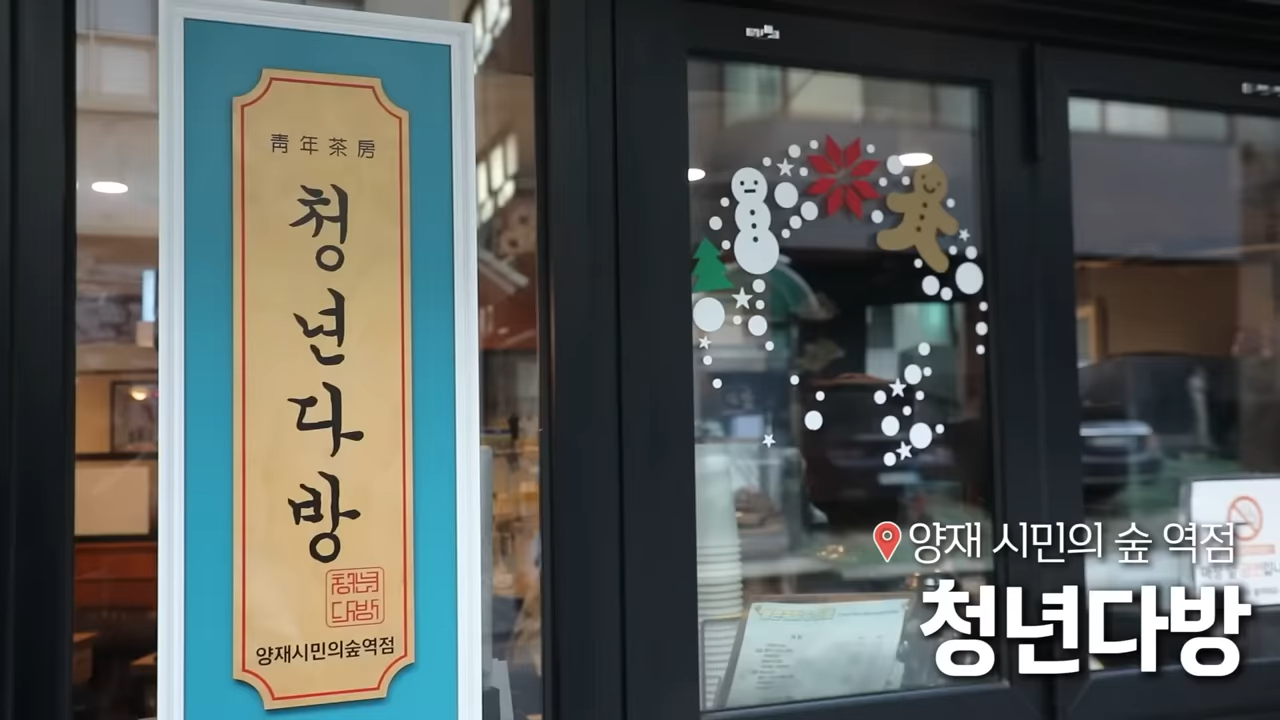 靑年茶房
청년다방
청년
다방
양재시민의숲역점
양재 시민의 숲 역점
청년다방